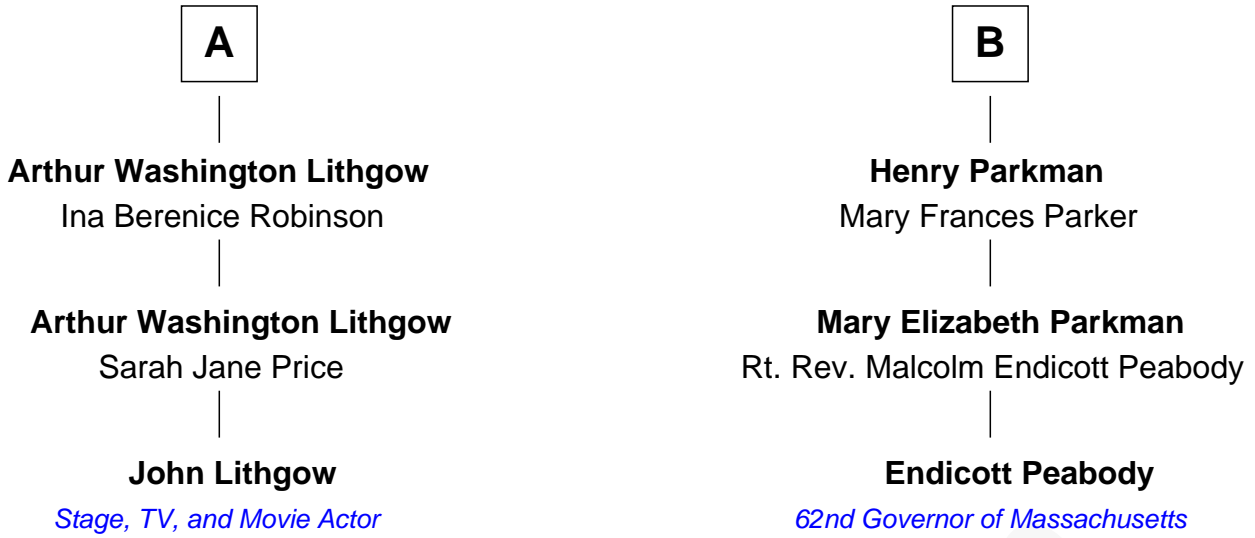 A
Arthur Washington Lithgow
Ina Berenice Robinson
Arthur Washington Lithgow
Sarah Jane Price
John Lithgow
Stage, TV, and Movie Actor
B
Henry Parkman
Mary Frances Parker
Mary Elizabeth Parkman
Rt. Rev. Malcolm Endicott Peabody
Endicott Peabody
62nd Governor of Massachusetts